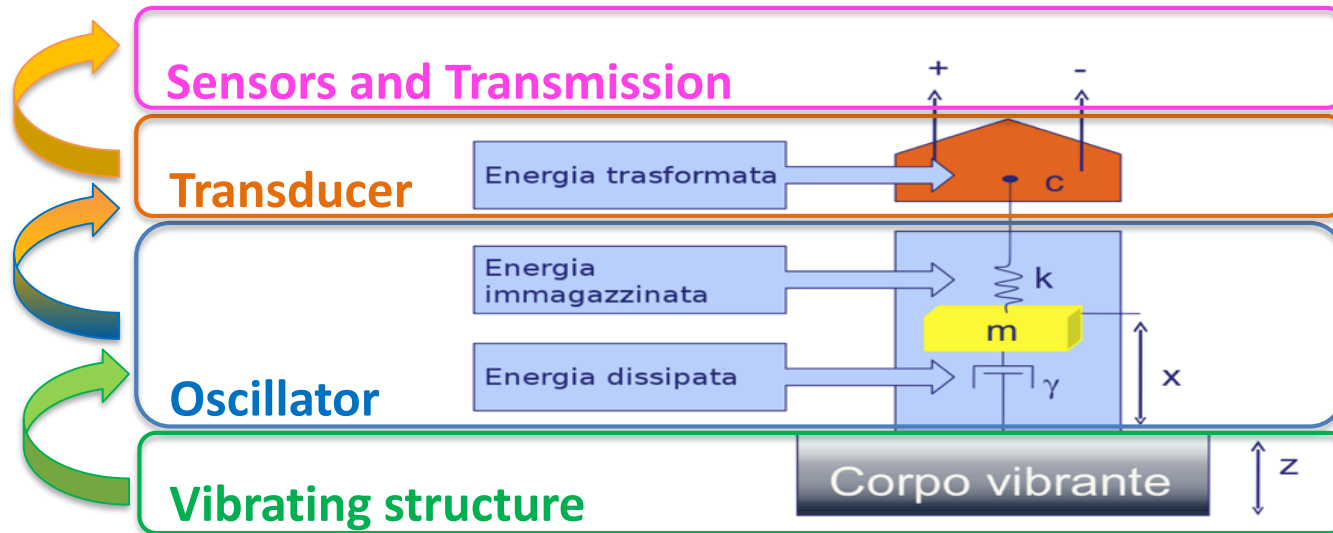 Sensors and Transmission
+ -
Energia trasformata
Transducer
c
Energia
immagazzinata
k
m
Energia dissipata
γ
x
Oscillator
Corpo vibrante
z
Vibrating structure